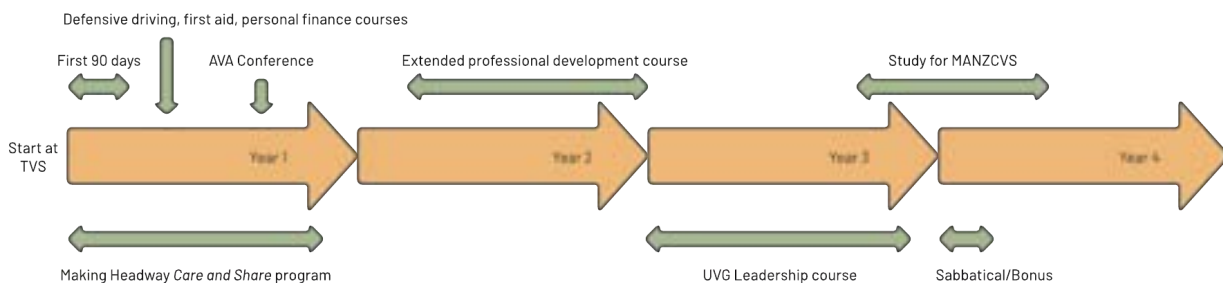 Defensive driving, first aid, personal finance courses
First 90 days
AVA Conference
Extended professional development course
Study for MANZCVS
Start at
TVS
Year 1
Year 2
Year 3
Year 4
Making Headway Care and Share program
UVG Leadership course
Sabbatical/Bonus